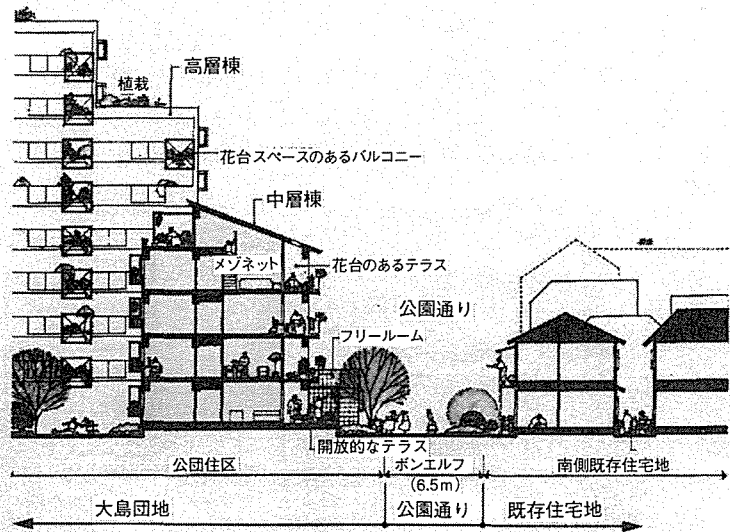 植栽
高層棟
花台スペースのあるバルコニー
中層棟
メゾネット
花台のあるテラス
公園通り
フリールーム
開放的なテラス
公団住区
ボンエルフ
(6.5m)
南側既存住宅地
大島団地
公園通り
既存住宅地